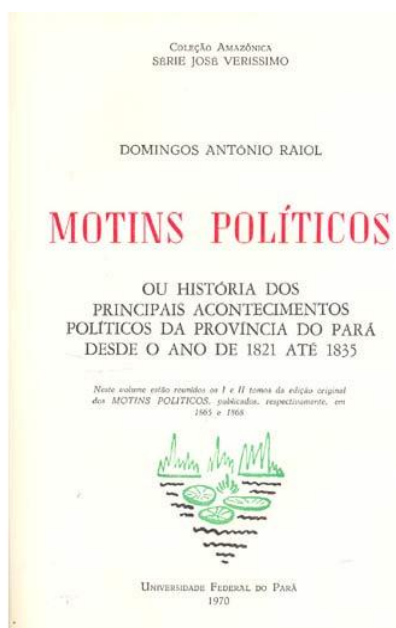 COLEÇÃO AMAZÔNICA
SÉRIE JOSÉ VERISSIMO
DOMINGOS ANTÔNIO RAIOL
MOTINS POLÍTICOS
OU HISTÓRIA DOS
PRINCIPAIS ACONTECIMENTOS
POLÍTICOS DA PROVÍNCIA DO PARÁ
DESDE O ANO DE 1821 ATÉ 1835
Neste volume estão reunidos os I e II tomos da edição original
dos MOTINS POLÍTICOS, publicados, respectivamente, em
1865 e 1868
UNIVERSIDADE FEDERAL DO PARÁ
1970